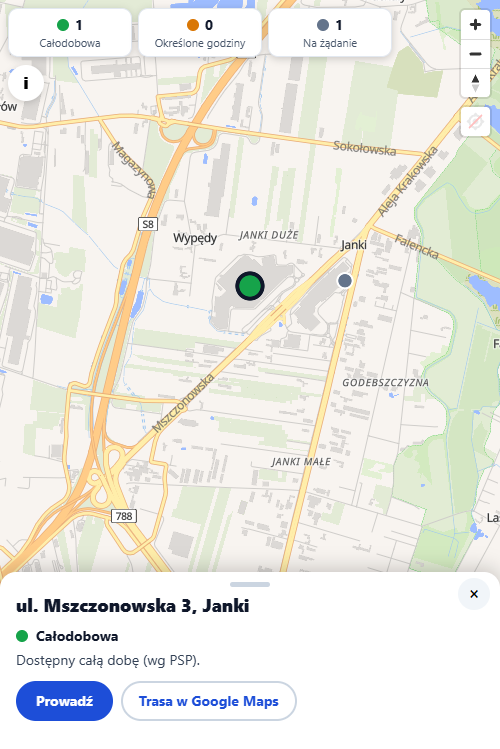 1
Całodobowa
0
Określone godziny
1
Na żądanie
i
ów
Magazynowa
Sokołowska
Aleja Krakowska
S8
Wypędy
JANKI DUŻE
Janki
Falencka
GODEBSZCZYZNA
Mszczonowska
JANKI MAŁE
788
ul. Mszczonowska 3, Janki
Całodobowa
Dostępny całą dobę (wg PSP).
Prowadź
Trasa w Google Maps